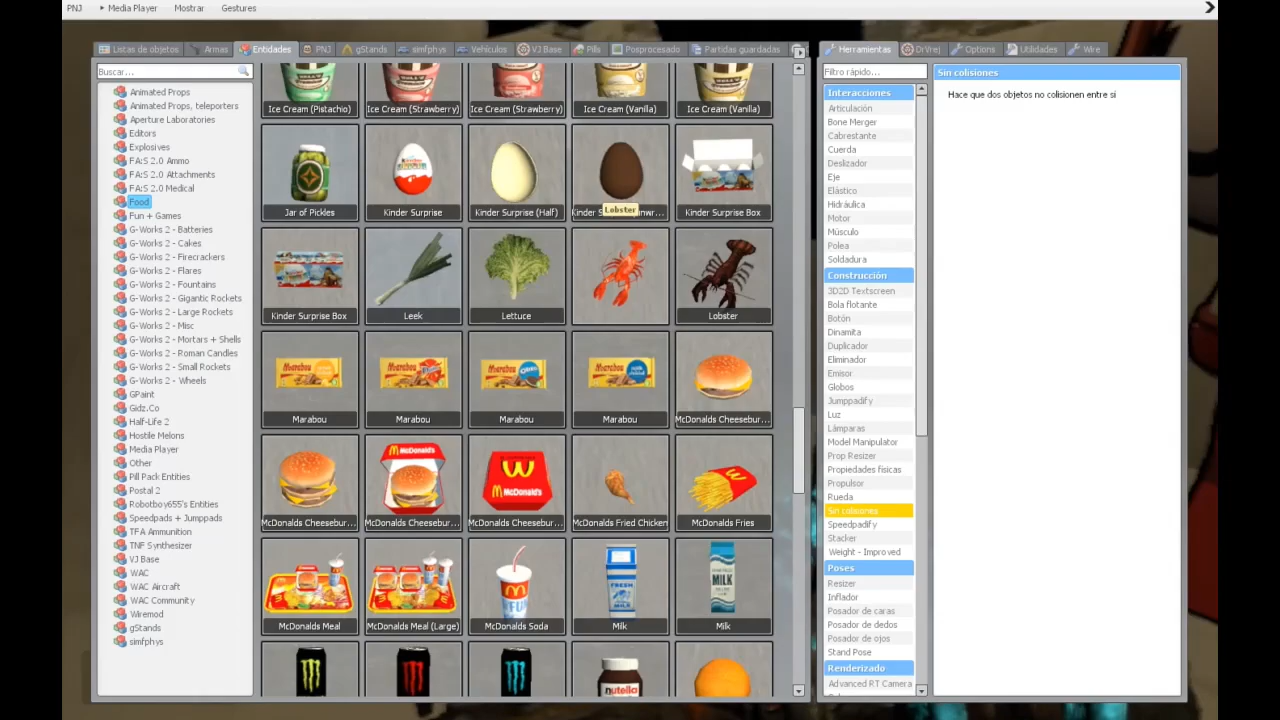 PNJ ▸ Media Player Mostrar Gestures
Listas de objetos Armas Entidades PNJ gStands simfphys Vehículos VJ Base Pills Posprocesado Partidas guardadas
Herramientas DrVrej Options Utilidades Wire
Buscar...
Animated Props
Animated Props, teleporters
Aperture Laboratories
Editors
Explosives
FA:S 2.0 Ammo
FA:S 2.0 Attachments
FA:S 2.0 Medical
Food
Fun + Games
G-Works 2 - Batteries
G-Works 2 - Cakes
G-Works 2 - Firecrackers
G-Works 2 - Flares
G-Works 2 - Fountains
G-Works 2 - Gigantic Rockets
G-Works 2 - Large Rockets
G-Works 2 - Misc
G-Works 2 - Mortars + Shells
G-Works 2 - Roman Candles
G-Works 2 - Small Rockets
G-Works 2 - Wheels
GPaint
Gidz.Co
Half-Life 2
Hostile Melons
Media Player
Other
Pill Pack Entities
Postal 2
Robotboy655's Entities
Speedpads + Jumppads
TFA Ammunition
TNF Synthesizer
VJ Base
WAC
WAC Aircraft
WAC Community
Wiremod
gStands
simfphys
Ice Cream (Pistachio) Ice Cream (Strawberry) Ice Cream (Strawberry) Ice Cream (Vanilla) Ice Cream (Vanilla)
Jar of Pickles Kinder Surprise Kinder Surprise (Half) Kinder S Lobster nwr... Kinder Surprise Box
Kinder Surprise Box Leek Lettuce Lobster
Marabou Marabou Marabou Marabou McDonalds Cheesebur...
McDonalds
McDonalds Cheesebur... McDonalds Cheesebur... McDonalds Cheesebur... McDonalds Fried Chicken McDonalds Fries
FRESH MILK
MILK
McDonalds Meal McDonalds Meal (Large) McDonalds Soda Milk Milk
nutella
Filtro rápido...
Interacciones
Articulación
Bone Merger
Cabrestante
Cuerda
Deslizador
Eje
Elástico
Hidráulica
Motor
Músculo
Polea
Soldadura
Construcción
3D2D Textscreen
Bola flotante
Botón
Dinamita
Duplicador
Eliminador
Emisor
Globos
Jumppadify
Luz
Lámparas
Model Manipulator
Prop Resizer
Propiedades físicas
Propulsor
Rueda
Sin colisiones
Speedpadify
Stacker
Weight - Improved
Poses
Resizer
Inflador
Posador de caras
Posador de dedos
Posador de ojos
Stand Pose
Renderizado
Advanced RT Camera
Sin colisiones
Hace que dos objetos no colisionen entre si